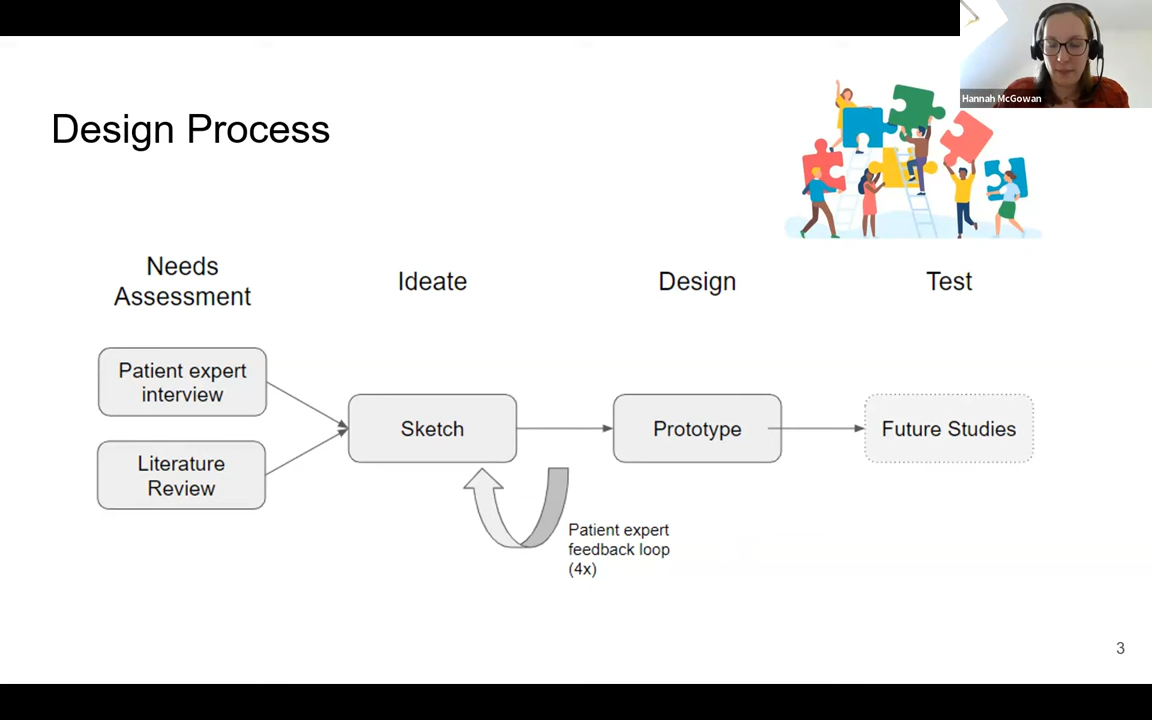 Hannah McGowan
Design Process
Needs
Assessment
Ideate
Design
Test
Patient expert
interview
Literature
Review
Sketch
Prototype
Future Studies
Patient expert
feedback loop
(4x)
3